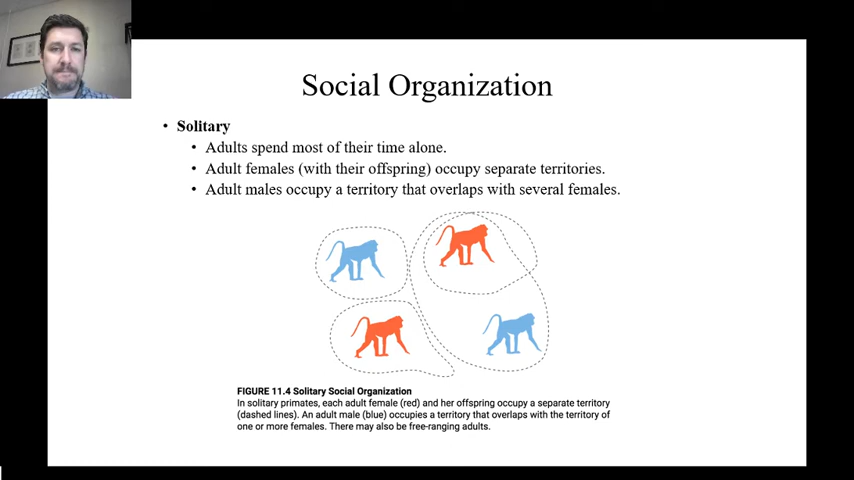 Social Organization
• Solitary
• Adults spend most of their time alone.
• Adult females (with their offspring) occupy separate territories.
• Adult males occupy a territory that overlaps with several females.
FIGURE 11.4 Solitary Social Organization
In solitary primates, each adult female (red) and her offspring occupy a separate territory
(dashed lines). An adult male (blue) occupies a territory that overlaps with the territory of
one or more females. There may also be free-ranging adults.